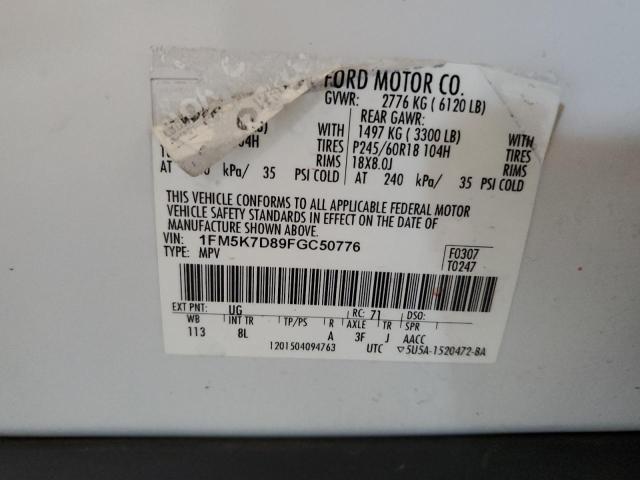 FORD MOTOR CO.
GVWR: 2776 KG ( 6120 LB)
REAR GAWR:
WITH 1497 KG ( 3300 LB) WITH
104H TIRES P245/60R18 104H TIRES
RIMS 18X8.0J RIMS
AT kPa/ 35 PSI COLD AT 240 kPa/ 35 PSI COLD
THIS VEHICLE CONFORMS TO ALL APPLICABLE FEDERAL MOTOR
VEHICLE SAFETY STANDARDS IN EFFECT ON THE DATE OF
MANUFACTURE SHOWN ABOVE.
VIN: 1FM5K7D89FGC50776
TYPE: MPV
F0307
T0247
EXT PNT: UG RC: 71 DSO:
WB INT TR TP/PS R AXLE TR SPR
113 8L A 3F J AACC
1201504094763 UTC ▽5U5A-1520472-BA